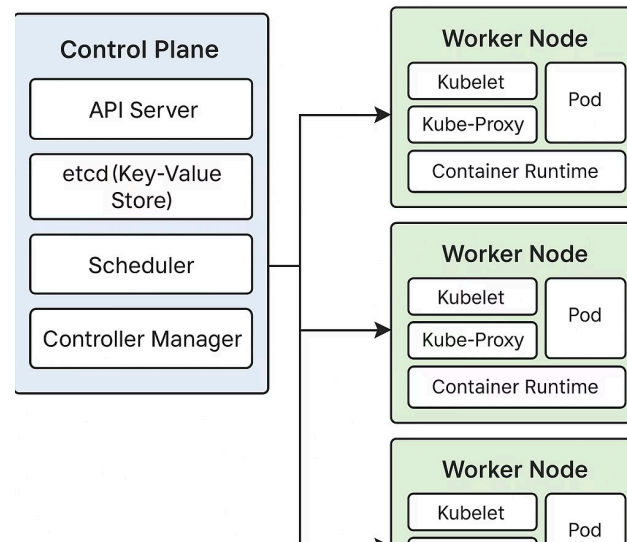 Control Plane
API Server
etcd (Key-Value
Store)
Scheduler
Controller Manager
Worker Node
Kubelet
Pod
Kube-Proxy
Container Runtime
Worker Node
Kubelet
Pod
Kube-Proxy
Container Runtime
Worker Node
Kubelet
Pod